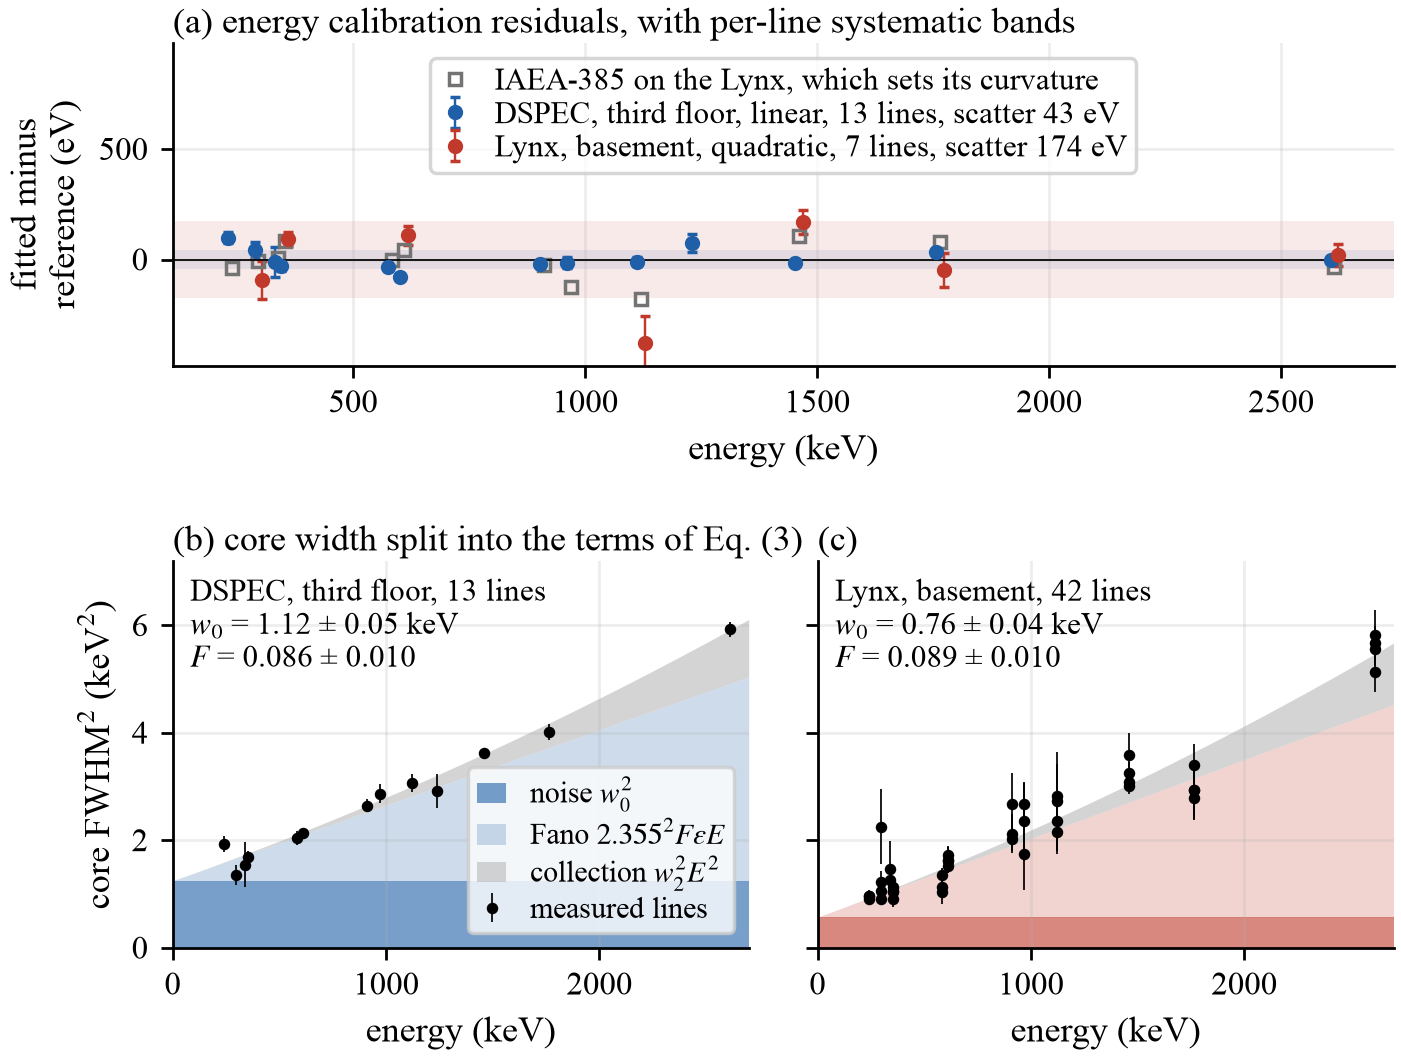 (a) energy calibration residuals, with per-line systematic bands
IAEA-385 on the Lynx, which sets its curvature
DSPEC, third floor, linear, 13 lines, scatter 43 eV
Lynx, basement, quadratic, 7 lines, scatter 174 eV
fitted minus
reference (eV)
500
0
500 1000 1500 2000 2500
energy (keV)
(b) core width split into the terms of Eq. (3)
DSPEC, third floor, 13 lines
w₀ = 1.12 ± 0.05 keV
F = 0.086 ± 0.010
core FWHM² (keV²)
6
4
2
0
noise w₀²
Fano 2.355²FεE
collection w₂²E²
measured lines
0 1000 2000
energy (keV)
(c)
Lynx, basement, 42 lines
w₀ = 0.76 ± 0.04 keV
F = 0.089 ± 0.010
0 1000 2000
energy (keV)